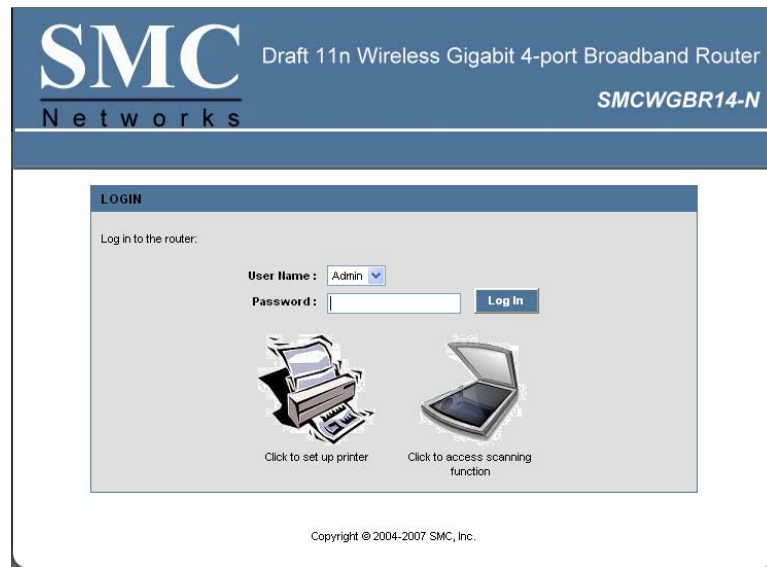 SMC
Networks
Draft 11n Wireless Gigabit 4-port Broadband Router
SMCWGBR14-N
LOGIN
Log in to the router:
User Name : Admin
Password : Log In
Click to set up printer
Click to access scanning
function
Copyright © 2004-2007 SMC, Inc.